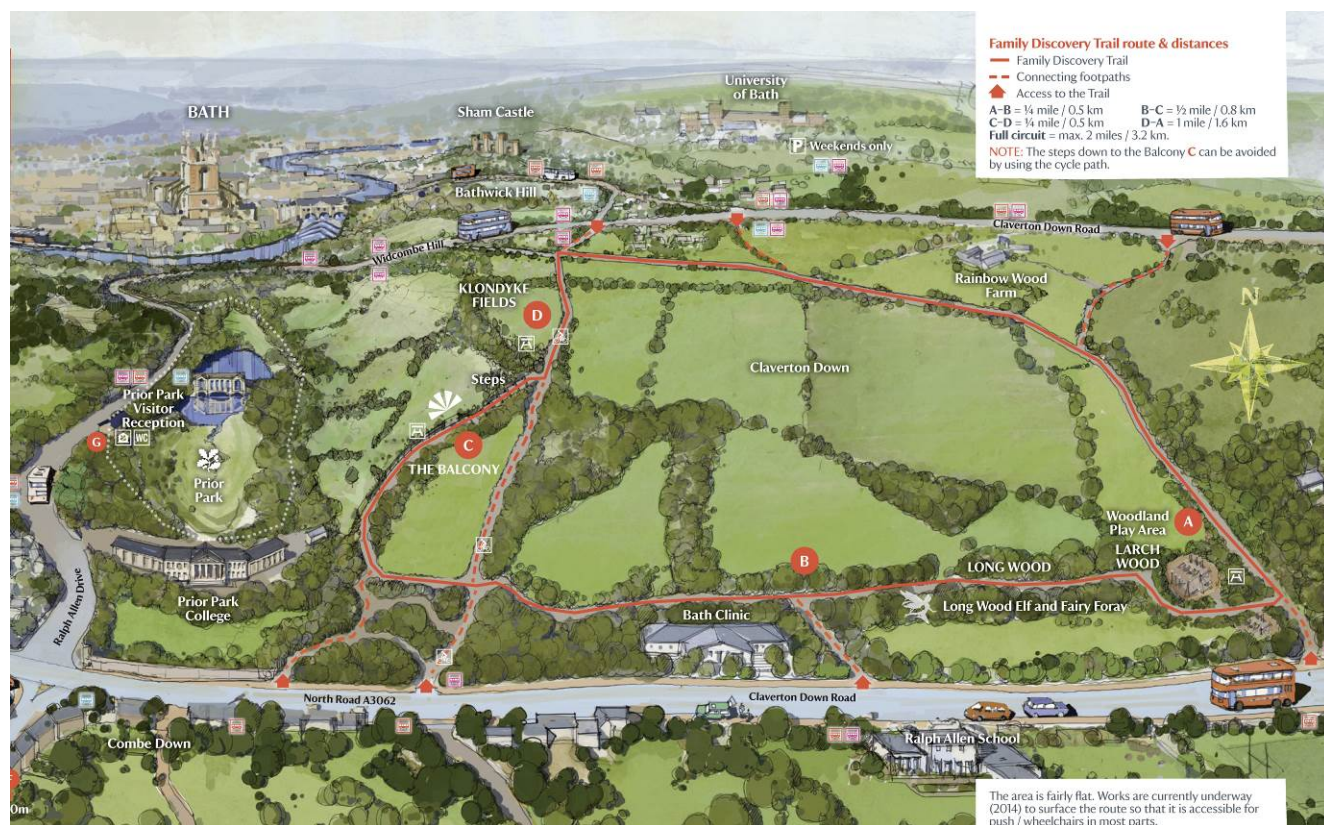 Family Discovery Trail route & distances
Family Discovery Trail
Connecting footpaths
Access to the Trail
A–B = ¼ mile / 0.5 km B–C = ½ mile / 0.8 km
C–D = ¼ mile / 0.5 km D–A = 1 mile / 1.6 km
Full circuit = max. 2 miles / 3.2 km.
NOTE: The steps down to the Balcony C can be avoided
by using the cycle path.
University
of Bath
BATH
Sham Castle
P Weekends only
Bathwick Hill
Claverton Down Road
Widcombe Hill
Rainbow Wood
Farm
KLONDYKE
FIELDS
D
N
Claverton Down
Steps
Prior Park
Visitor
Reception
G
WC
C
THE BALCONY
Prior
Park
Woodland
Play Area
A
LARCH
WOOD
B
LONG WOOD
Long Wood Elf and Fairy Foray
Bath Clinic
Prior Park
College
Ralph Allen Drive
North Road A3062
Claverton Down Road
Combe Down
Ralph Allen School
0m
The area is fairly flat. Works are currently underway
(2014) to surface the route so that it is accessible for
push / wheelchairs in most parts.